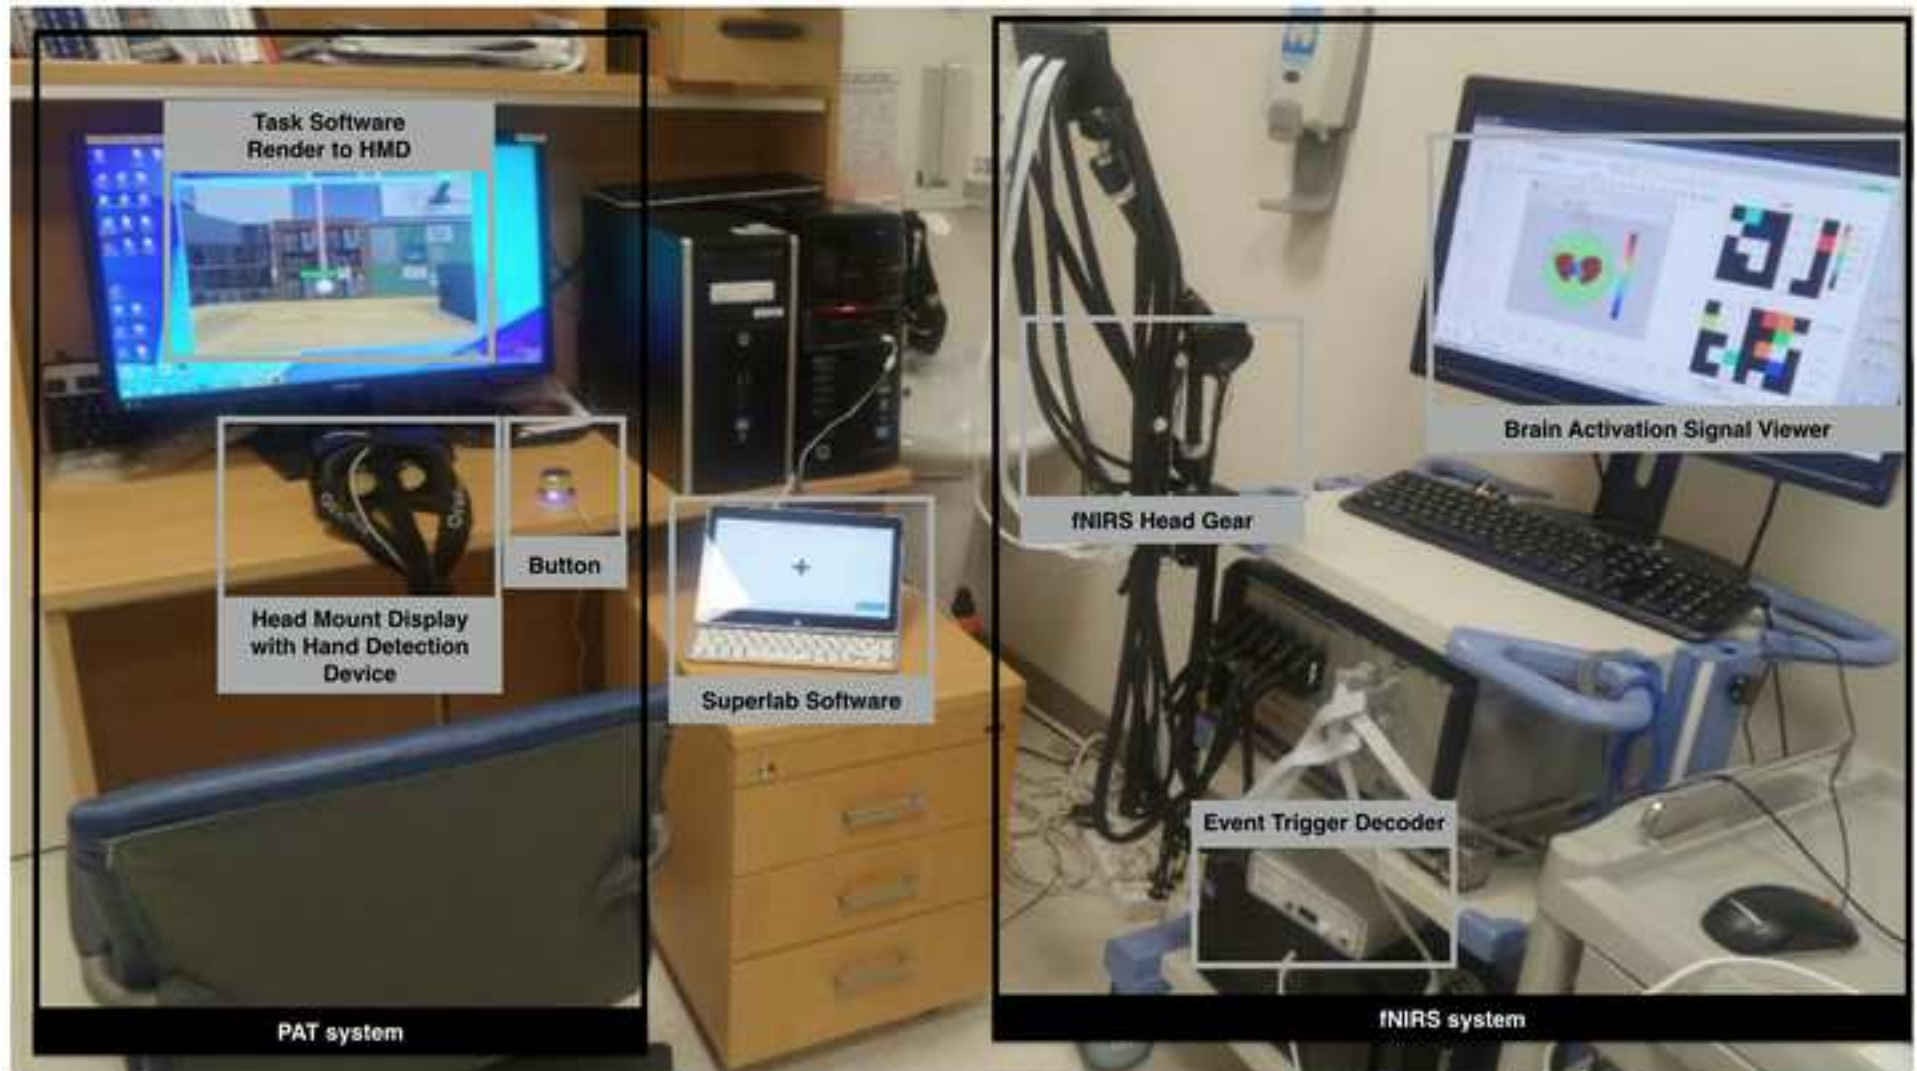 Task Software
Render to HMD
Head Mount Display
with Hand Detection
Device
Button
PAT system
Superlab Software
Brain Activation Signal Viewer
fNIRS Head Gear
Event Trigger Decoder
fNIRS system